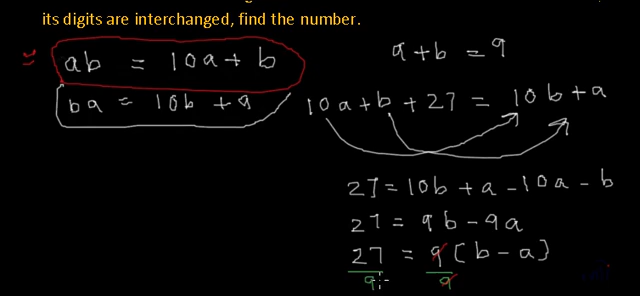 its digits are interchanged, find the number.
ab = 10a + b
a + b = 9
ba = 10b + a
10a + b + 27 = 10b + a
27 = 10b + a - 10a - b
27 = 9b - 9a
27 = 9 ( b - a )
9 9